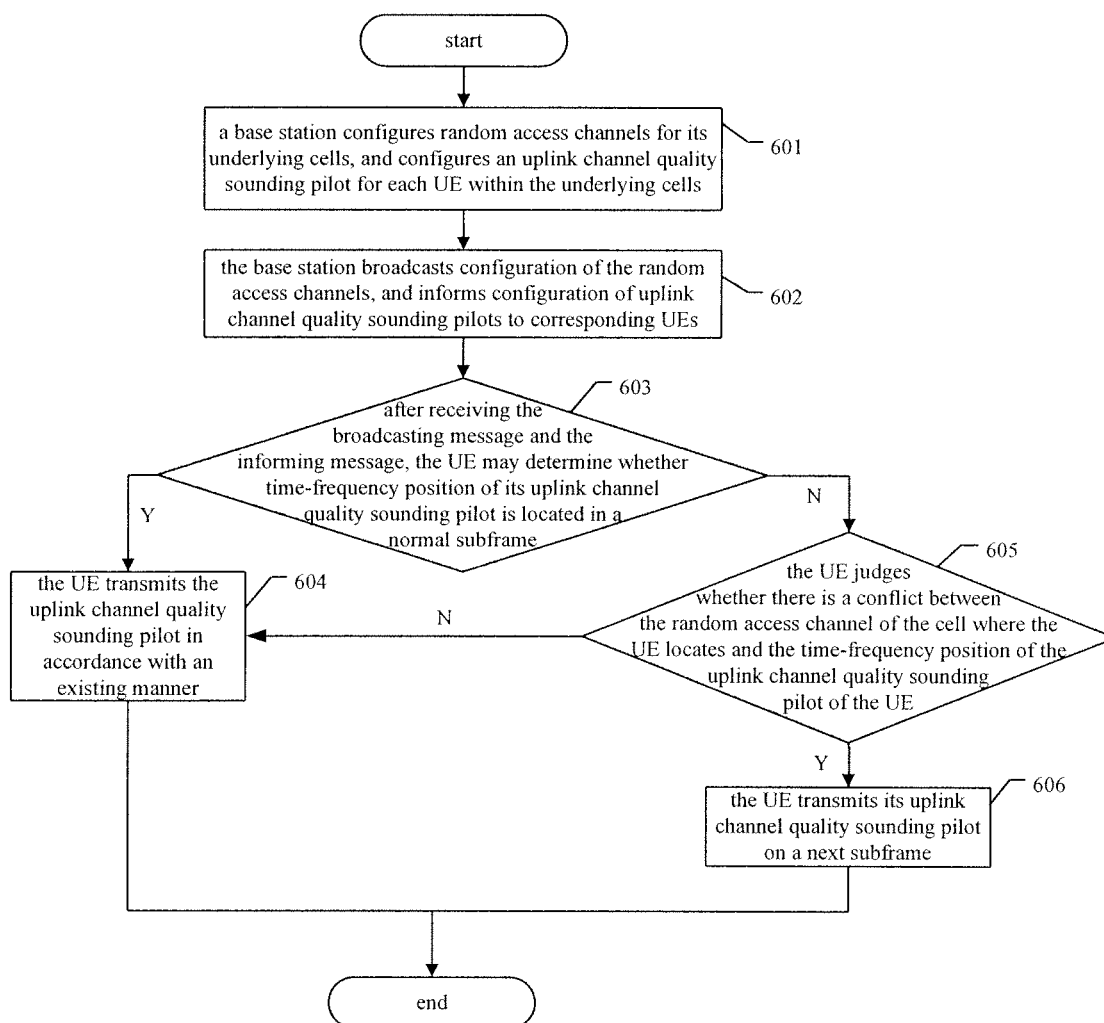 start
a base station configures random access channels for its
underlying cells, and configures an uplink channel quality
sounding pilot for each UE within the underlying cells
601
the base station broadcasts configuration of the random
access channels, and informs configuration of uplink
channel quality sounding pilots to corresponding UEs
602
603
after receiving the
broadcasting message and the
informing message, the UE may determine whether
time-frequency position of its uplink channel
quality sounding pilot is located in a
normal subframe
Y
N
604
the UE transmits the
uplink channel quality
sounding pilot in
accordance with an
existing manner
N
605
the UE judges
whether there is a conflict between
the random access channel of the cell where the
UE locates and the time-frequency position of the
uplink channel quality sounding
pilot of the UE
Y
606
the UE transmits its uplink
channel quality sounding pilot
on a next subframe
end